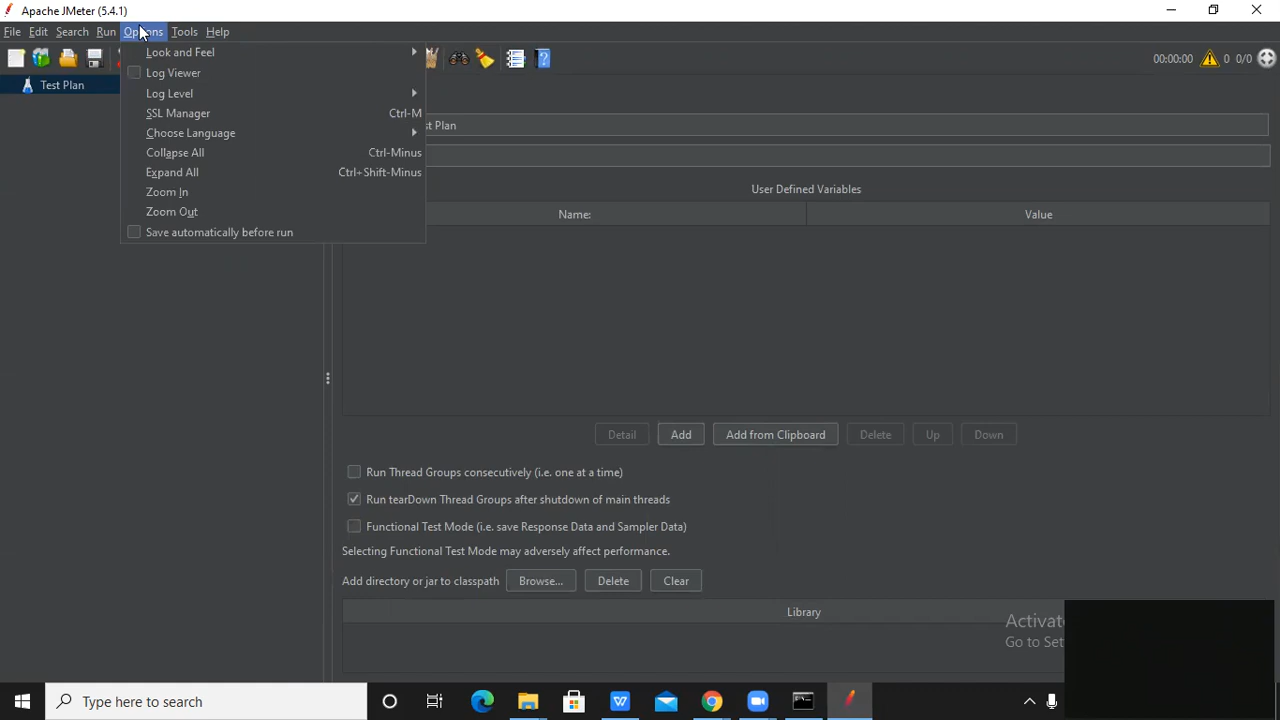 Apache JMeter (5.4.1)
File Edit Search Run Options Tools Help
Look and Feel
Log Viewer
Log Level
SSL Manager Ctrl-M
Choose Language
Collapse All Ctrl-Minus
Expand All Ctrl+Shift-Minus
Zoom In
Zoom Out
Save automatically before run
00:00:00 0 0/0
Test Plan
st Plan
User Defined Variables
Name: Value
Detail Add Add from Clipboard Delete Up Down
Run Thread Groups consecutively (i.e. one at a time)
Run tearDown Thread Groups after shutdown of main threads
Functional Test Mode (i.e. save Response Data and Sampler Data)
Selecting Functional Test Mode may adversely affect performance.
Add directory or jar to classpath Browse... Delete Clear
Library
Activate
Go to Set
Type here to search